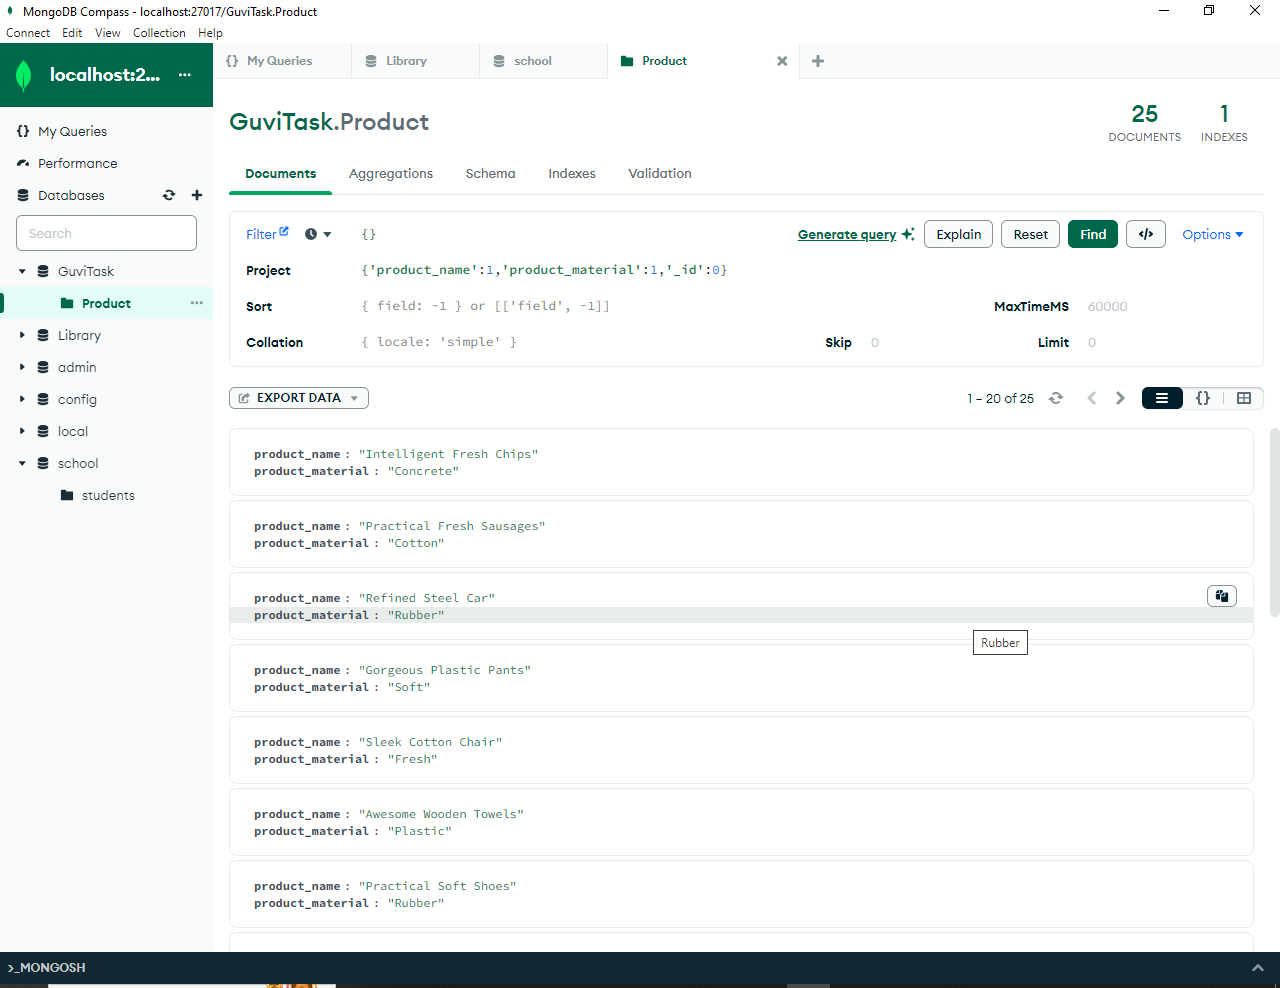 MongoDB Compass - localhost:27017/GuviTask.Product
Connect Edit View Collection Help
localhost:2... ...
My Queries
Library
school
Product
My Queries
Performance
Databases
Search
GuviTask
Product ...
Library
admin
config
local
school
students
GuviTask.Product
25 DOCUMENTS
1 INDEXES
Documents Aggregations Schema Indexes Validation
Filter {} Generate query Explain Reset Find </> Options
Project {'product_name':1,'product_material':1,'_id':0}
Sort { field: -1 } or [['field', -1]] MaxTimeMS 60000
Collation { locale: 'simple' } Skip 0 Limit 0
EXPORT DATA 1 – 20 of 25 {}
product_name : "Intelligent Fresh Chips"
product_material : "Concrete"
product_name : "Practical Fresh Sausages"
product_material : "Cotton"
product_name : "Refined Steel Car"
product_material : "Rubber"
Rubber
product_name : "Gorgeous Plastic Pants"
product_material : "Soft"
product_name : "Sleek Cotton Chair"
product_material : "Fresh"
product_name : "Awesome Wooden Towels"
product_material : "Plastic"
product_name : "Practical Soft Shoes"
product_material : "Rubber"
>_MONGOSH